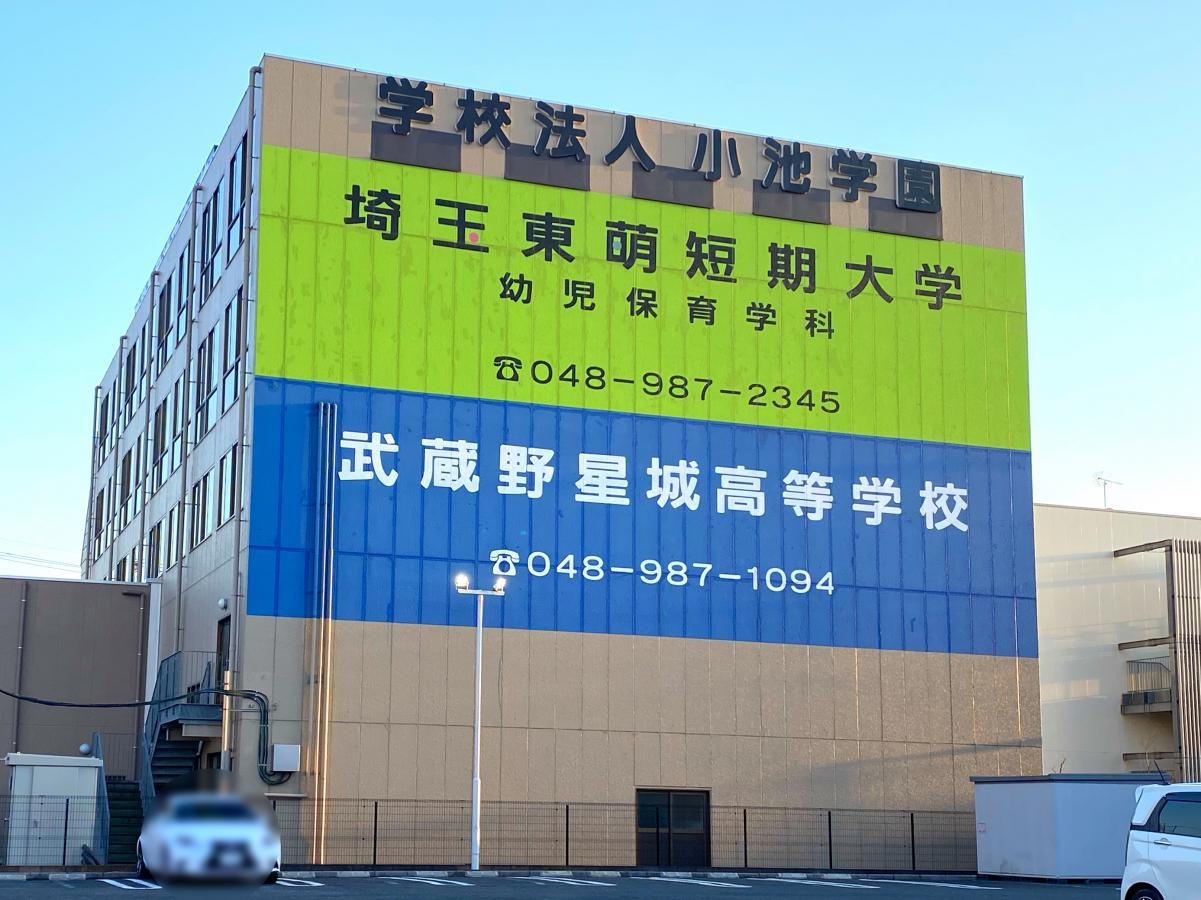 学校法人小池学園
埼玉東萌短期大学
幼児保育学科
☎048-987-2345
武蔵野星城高等学校
☎048-987-1094